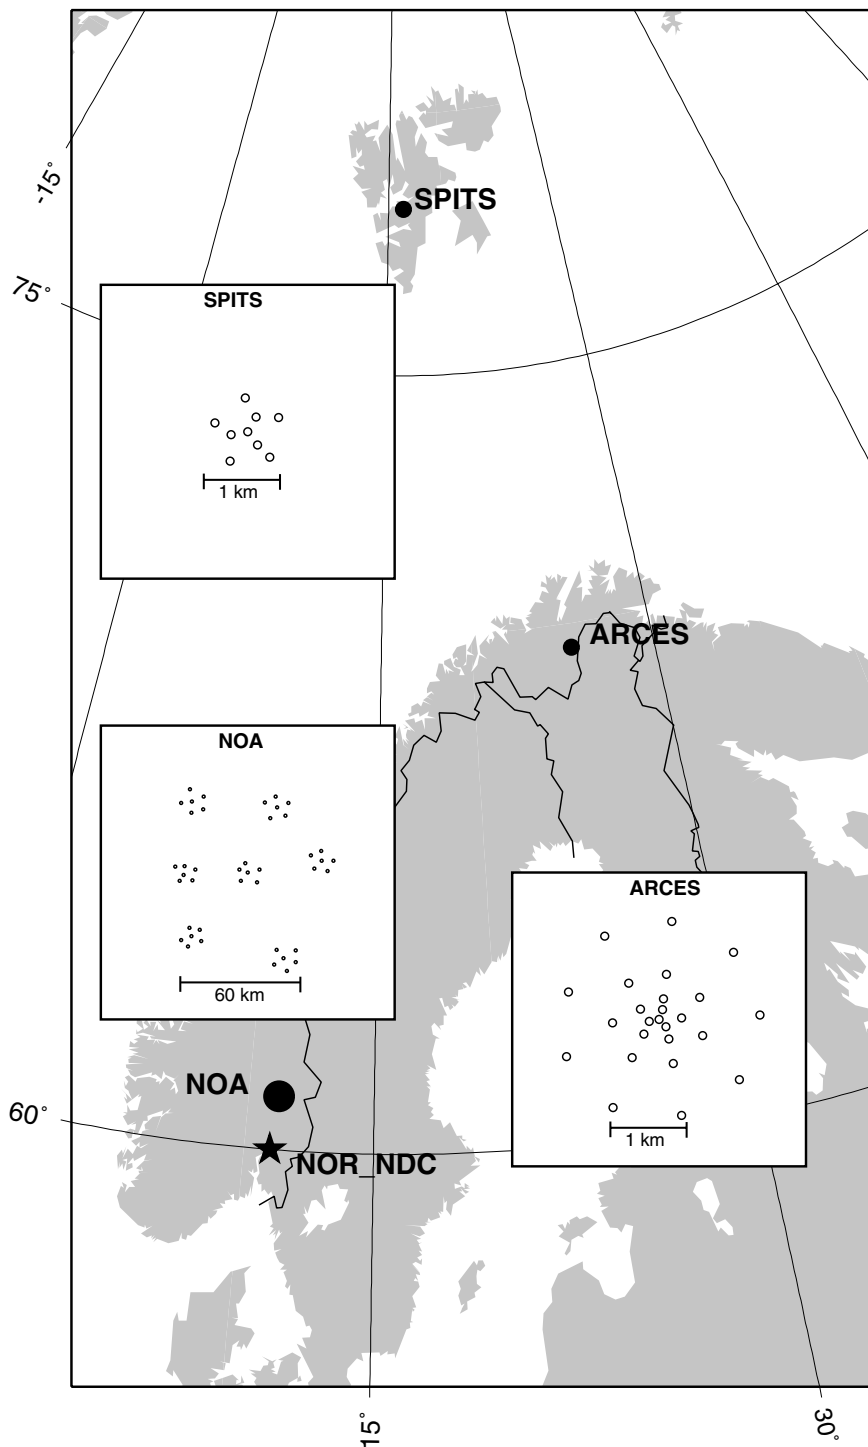 SPITS
-15°
75°
SPITS
1 km
ARCES
NOA
60 km
ARCES
1 km
NOA
60°
NOR_NDC
15°
30°